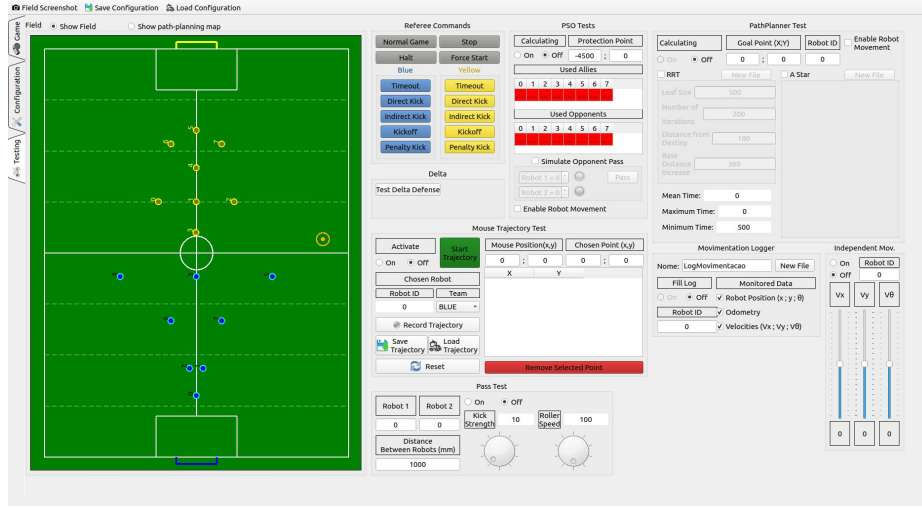 Field Screenshot Save Configuration Load Configuration
Game
Configuration
Testing
Field Show Field Show path-planning map
Referee Commands
Normal Game Stop
Halt Force Start
Blue Yellow
Timeout Timeout
Direct Kick Direct Kick
Indirect Kick Indirect Kick
Kickoff Kickoff
Penalty Kick Penalty Kick
Delta
Test Delta Defense
PSO Tests
Calculating Protection Point
On Off -4500 ; 0
Used Allies
0 1 2 3 4 5 6 7
Used Opponents
0 1 2 3 4 5 6 7
Simulate Opponent Pass
Robot 1 = 0 Pass
Robot 2 = 0
Enable Robot Movement
PathPlanner Test
Calculating Goal Point (X;Y) Robot ID Enable Robot
Movement
On Off 0 ; 0 0
RRT New File A Star New File
Leaf Size 500
Number of
iterations 200
Distance from
Destiny 180
Base
Distance
increase 360
Mean Time: 0
Maximum Time: 0
Minimum Time: 500
Mouse Trajectory Test
Activate Start
Trajectory
On Off
Mouse Position(x,y) Chosen Point (x,y)
0 ; 0 0 ; 0
X Y
Chosen Robot
Robot ID Team
0 BLUE
Record Trajectory
Save
Trajectory
Load
Trajectory
Reset
Remove Selected Point
Movimentation Logger
Name: LogMovimentacao New File
Fill Log Monitored Data
On Off Robot Position (x ; y ; θ)
Robot ID Odometry
0 Velocities (Vx ; Vy ; Vθ)
Independent Mov.
On Robot ID
Off 0
Vx Vy Vθ
0 0 0
Pass Test
Robot 1 Robot 2 On Off
0 0
Kick
Strength 10
Roller
Speed 100
Distance
Between Robots (mm)
1000